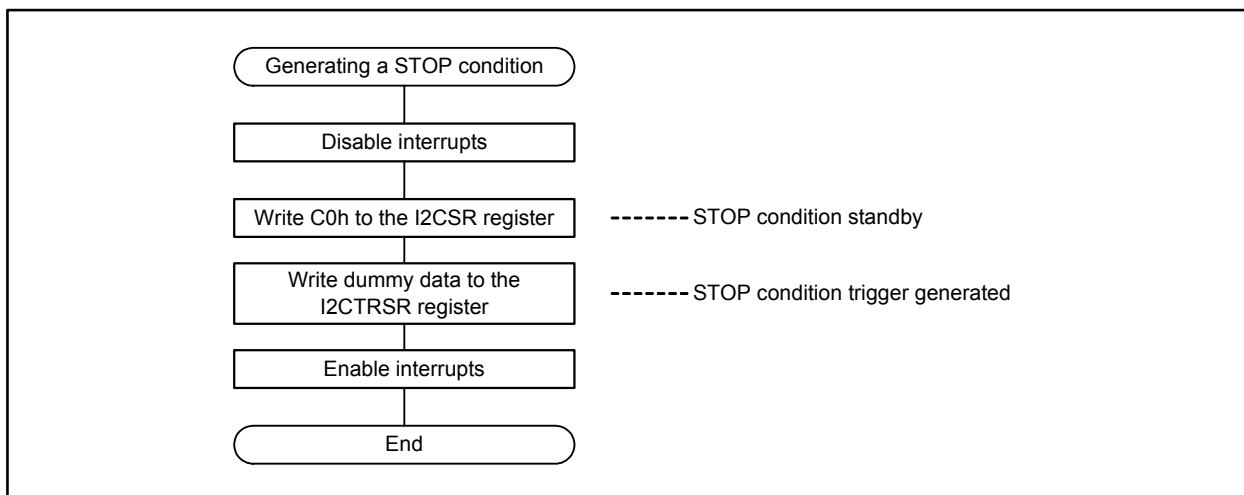 Generating a STOP condition
Disable interrupts
Write C0h to the I2CSR register
STOP condition standby
Write dummy data to the
I2CTRSR register
STOP condition trigger generated
Enable interrupts
End